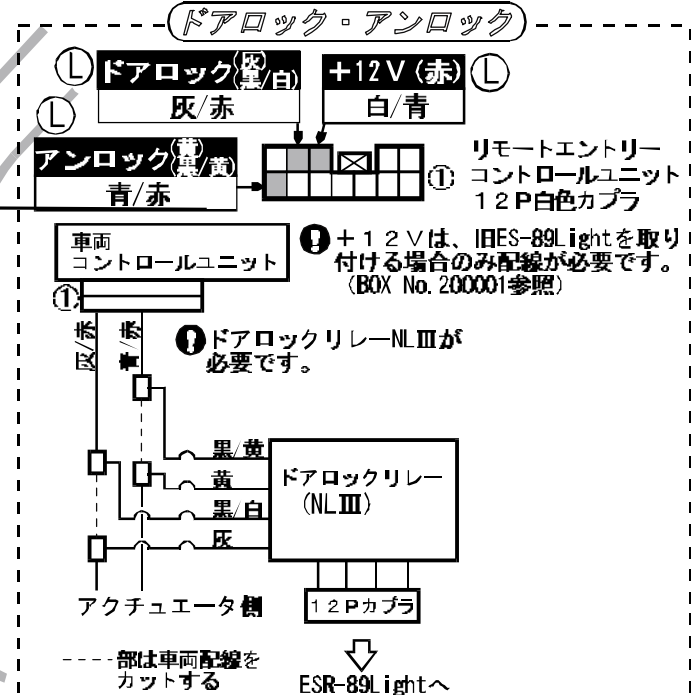 ドアロック・アンロック
Ⓛ ドアロック(灰 黒/白) ＋12V (赤) Ⓛ
灰/赤 白/青
Ⓛ
アンロック(黄 黒/黄)
青/赤
① リモートエントリー
コントロールユニット
１２Ｐ白色カプラ
車両
コントロールユニット
①
! ＋１２Ｖは、旧ES-89Lightを取り
付ける場合のみ配線が必要です。
（BOX No.200001参照）
灰/赤 青/赤
! ドアロックリレーNLⅢが
必要です。
黒/黄
黄
黒/白
灰
ドアロックリレー
(NLⅢ)
アクチュエータ側
１２Ｐカプラ
----部は車両配線を
カットする
ESR-89Lightへ